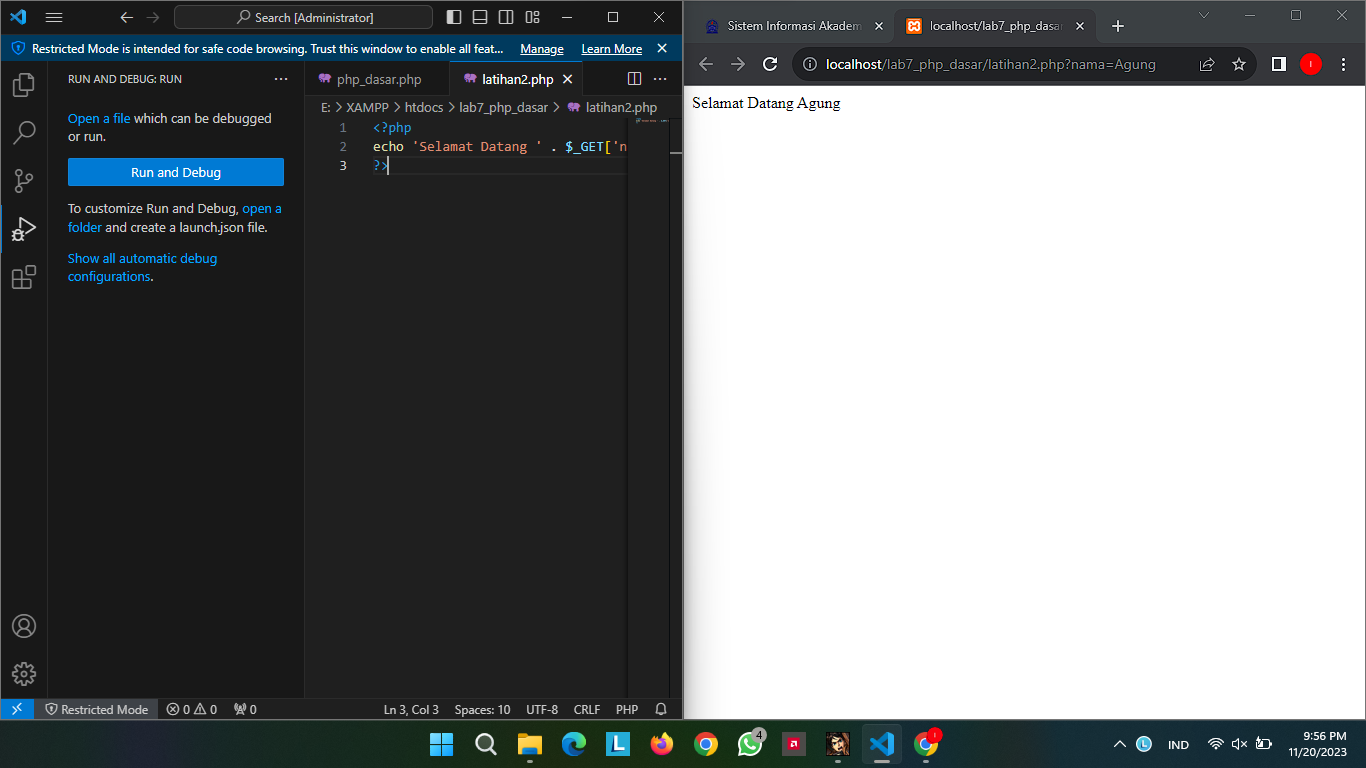 Search [Administrator]
Restricted Mode is intended for safe code browsing. Trust this window to enable all feat...
Manage
Learn More
RUN AND DEBUG: RUN
Open a file which can be debugged
or run.
Run and Debug
To customize Run and Debug, open a
folder and create a launch.json file.
Show all automatic debug
configurations.
php_dasar.php
latihan2.php
E: > XAMPP > htdocs > lab7_php_dasar > latihan2.php
1 <?php
2 echo 'Selamat Datang ' . $_GET['n
3 ?>
Restricted Mode
0
0
0
Ln 3, Col 3
Spaces: 10
UTF-8
CRLF
PHP
Sistem Informasi Akadem
localhost/lab7_php_dasa
localhost/lab7_php_dasar/latihan2.php?nama=Agung
Selamat Datang Agung
L
4
L
IND
9:56 PM
11/20/2023